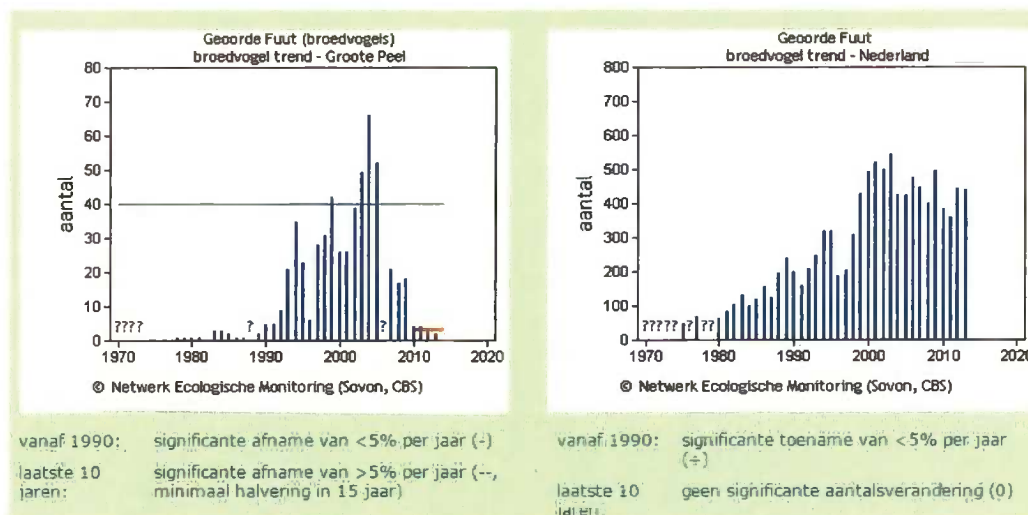 Geoorde Fuut (broedvogels)
broedvogel trend - Groote Peel
aantal
80
70
60
50
40
30
20
10
0
????
?
?
1970 1980 1990 2000 2010 2020
© Netwerk Ecologische Monitoring (Sovon, CBS)
vanaf 1990: significante afname van <5% per jaar (-)
laatste 10 jaren: significante afname van >5% per jaar (--,
minimaal halvering in 15 jaar)
Geoorde Fuut
broedvogel trend - Nederland
aantal
800
700
600
500
400
300
200
100
0
?????
?
??
1970 1980 1990 2000 2010 2020
© Netwerk Ecologische Monitoring (Sovon, CBS)
vanaf 1990: significante toename van <5% per jaar
(+)
laatste 10 geen significante aantalsverandering (0)